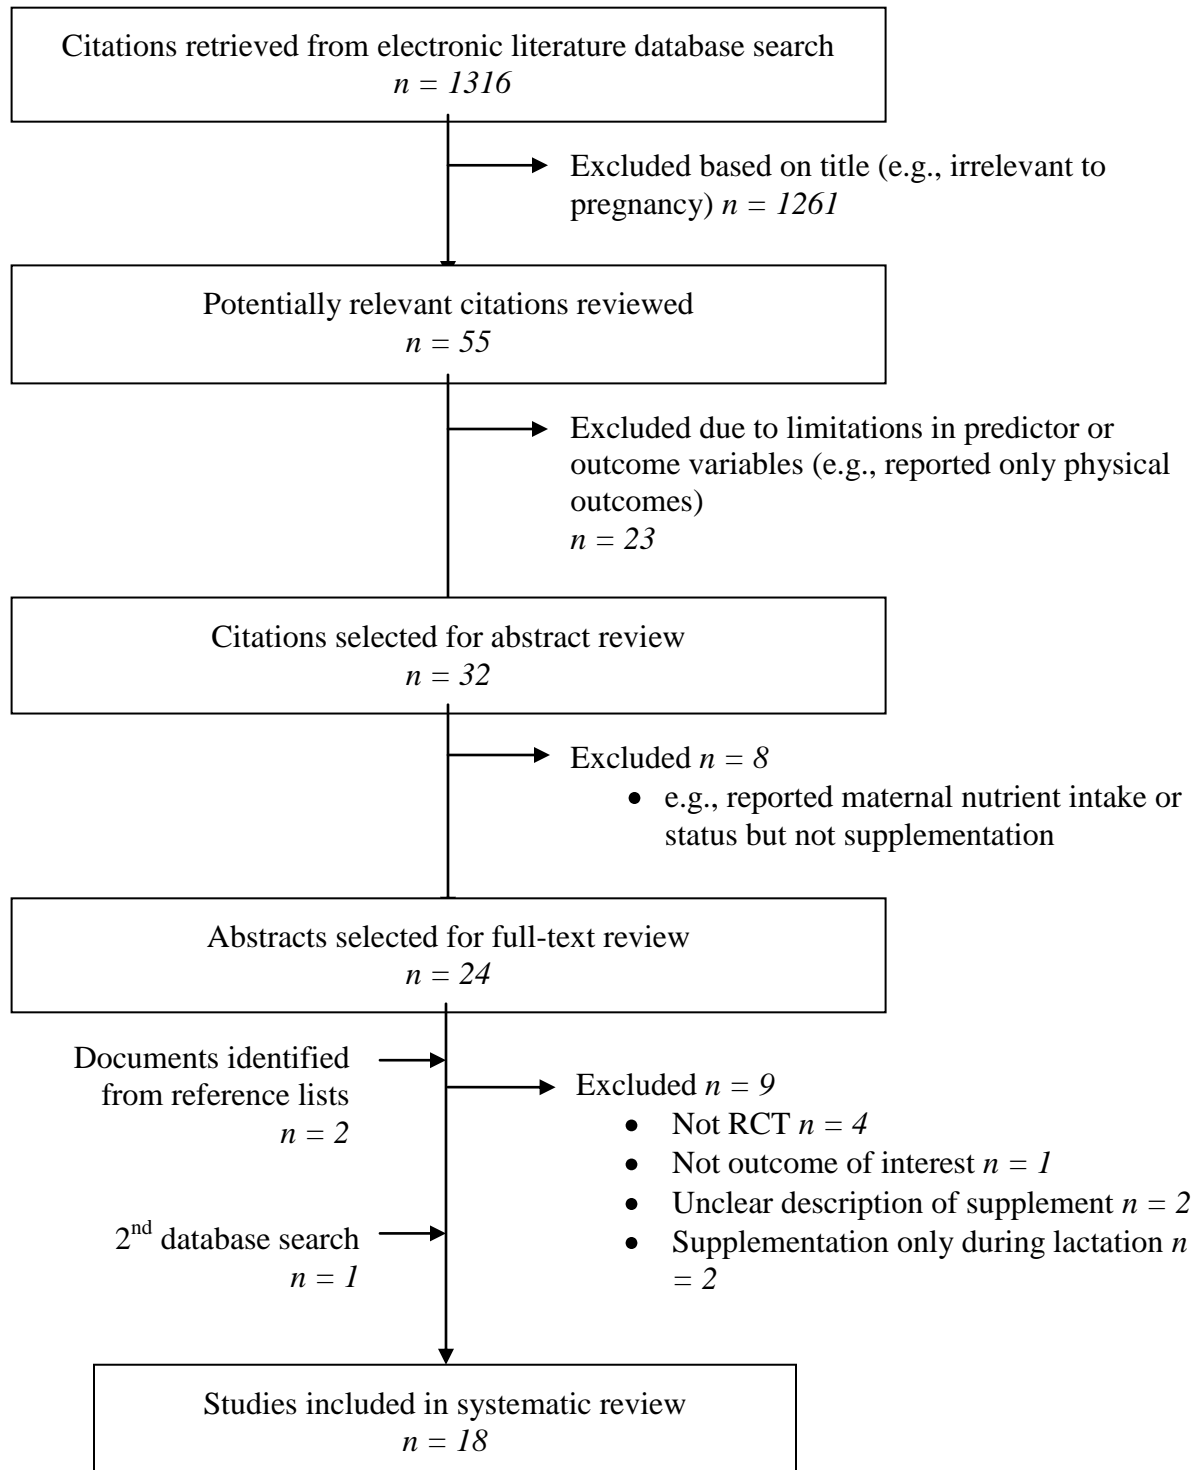 Citations retrieved from electronic literature database search
n = 1316
Excluded based on title (e.g., irrelevant to
pregnancy) n = 1261
Potentially relevant citations reviewed
n = 55
Excluded due to limitations in predictor or
outcome variables (e.g., reported only physical
outcomes)
n = 23
Citations selected for abstract review
n = 32
Excluded n = 8
• e.g., reported maternal nutrient intake or
status but not supplementation
Abstracts selected for full-text review
n = 24
Documents identified
from reference lists
n = 2
Excluded n = 9
• Not RCT n = 4
• Not outcome of interest n = 1
• Unclear description of supplement n = 2
• Supplementation only during lactation n
= 2
2nd database search
n = 1
Studies included in systematic review
n = 18